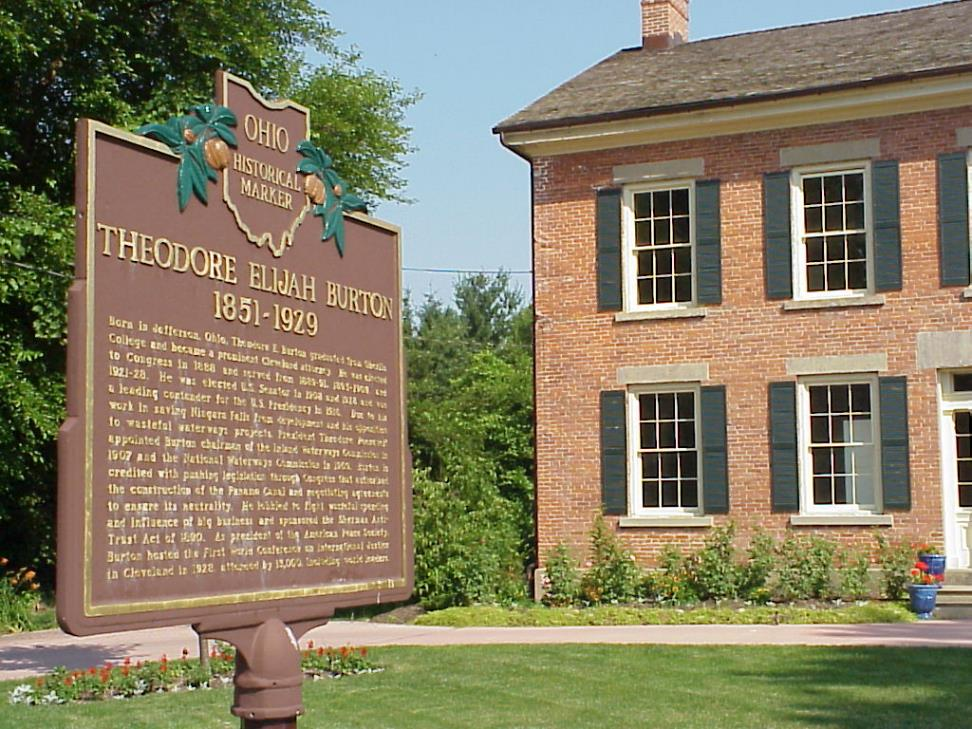 OHIO
HISTORICAL
MARKER
THEODORE ELIJAH BURTON
1851-1929
Born in Jefferson, Ohio, Theodore E. Burton graduated from Oberlin
College and became a prominent Cleveland attorney. He was elected
to Congress in 1888 and served from 1889-91, 1895-1909, and
1921-28. He was elected U.S. Senator in 1908 and 1928 and was
a leading contender for the U.S. Presidency in 1916. Due to his
work in saving Niagara Falls from development and his opposition
to wasteful waterways projects, President Theodore Roosevelt
appointed Burton chairman of the Inland Waterways Commission in
1907 and the National Waterways Commission in 1909. Burton is
credited with pushing legislation through Congress that authorized
the construction of the Panama Canal and negotiating agreements
to ensure its neutrality. He lobbied to fight wasteful spending
and influence of big business and sponsored the Sherman Anti-
Trust Act of 1890. As president of the American Peace Society,
Burton hosted the First World Conference on International Justice
in Cleveland in 1928, attended by 13,000, including world leaders.